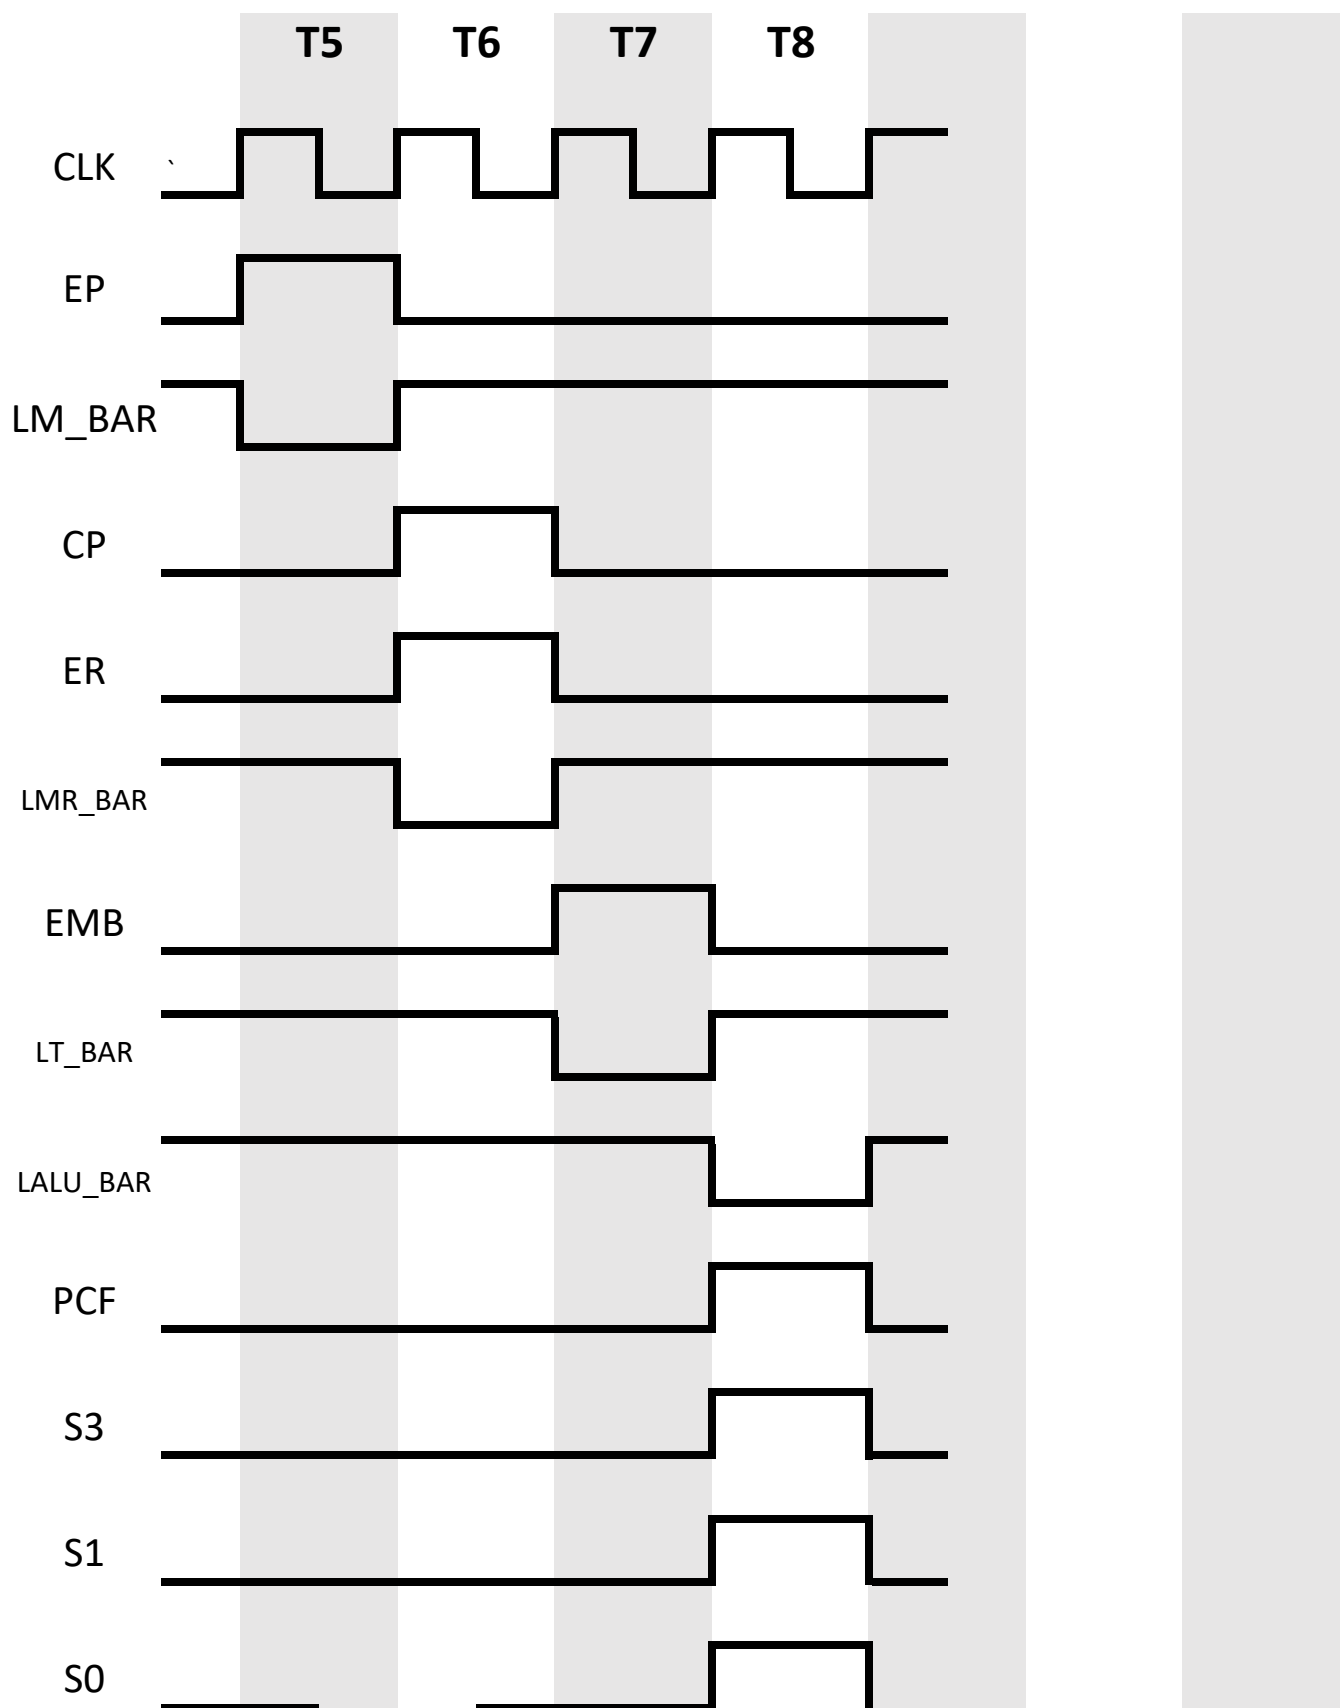 T5 T6 T7 T8
CLK `
EP
LM_BAR
CP
ER
LMR_BAR
EMB
LT_BAR
LALU_BAR
PCF
S3
S1
S0